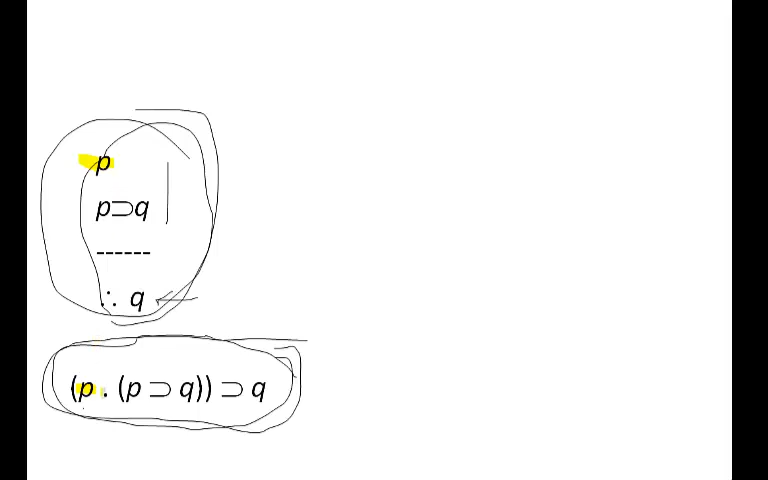 p
p⊃q
------
∴ q
(p . (p ⊃ q)) ⊃ q